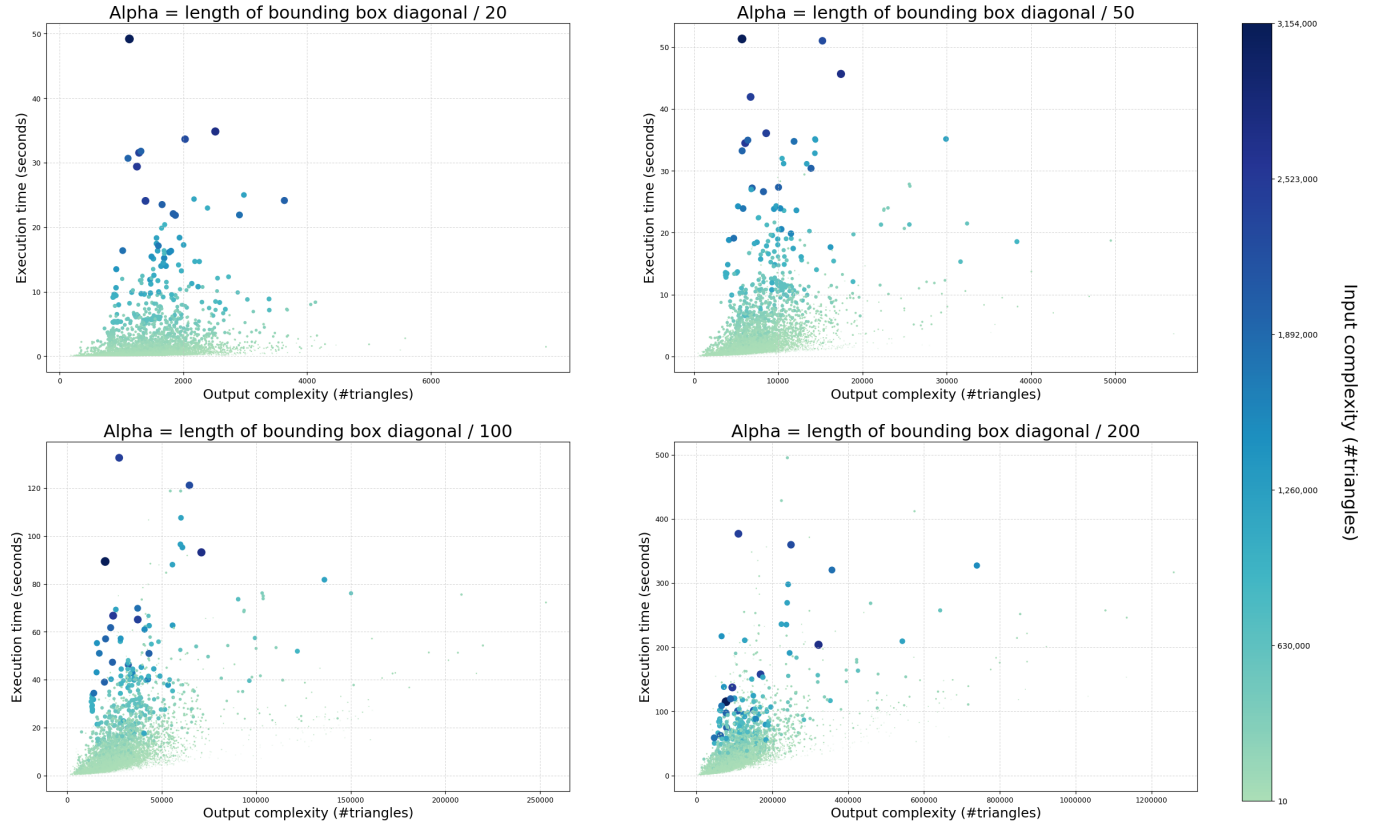 Alpha = length of bounding box diagonal / 20
50
40
30
20
10
0
Execution time (seconds)
0 2000 4000 6000
Output complexity (#triangles)
Alpha = length of bounding box diagonal / 50
50
40
30
20
10
0
Execution time (seconds)
0 10000 20000 30000 40000 50000
Output complexity (#triangles)
Alpha = length of bounding box diagonal / 100
120
100
80
60
40
20
0
Execution time (seconds)
0 50000 100000 150000 200000 250000
Output complexity (#triangles)
Alpha = length of bounding box diagonal / 200
500
400
300
200
100
0
Execution time (seconds)
0 200000 400000 600000 800000 1000000 1200000
Output complexity (#triangles)
3,154,000
2,523,000
1,892,000
1,260,000
630,000
10
Input complexity (#triangles)